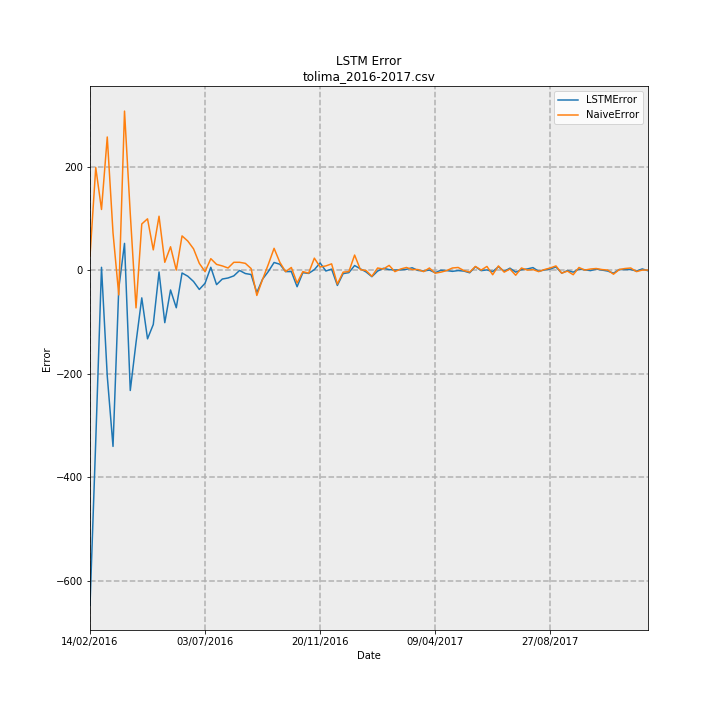 LSTM Error
tolima_2016-2017.csv
LSTMError
NaiveError
200
0
−200
−400
−600
Error
14/02/2016 03/07/2016 20/11/2016 09/04/2017 27/08/2017
Date